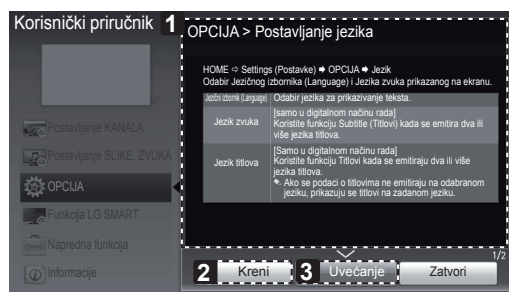 Korisnički priručnik
1
OPCIJA > Postavljanje jezika
HOME ⇨ Settings (Postavke) ➡ OPCIJA ➡ Jezik
Odabir Jezičnog izbornika (Language) i Jezika zvuka prikazanog na ekranu.
Jezični izbornik (Language) Odabir jezika za prikazivanje teksta.
Jezik zvuka
[samo u digitalnom načinu rada]
Koristite funkciju Subtitle (Titlovi) kada se emitira dva ili
više jezika titlova.
Jezik titlova
[Samo u digitalnom načinu rada]
Koristite funkciju Titlovi kada se emitiraju dva ili više
jezika titlova.
Ako se podaci o titlovima ne emitiraju na odabranom
jeziku, prikazuju se titlovi na zadanom jeziku.
Postavljanje KANALA
Postavljanje SLIKE, ZVUKA
OPCIJA
Funkcija LG SMART
Napredna funkcija
Informacije
1/2
2 Kreni
3 Uvećanje
Zatvori